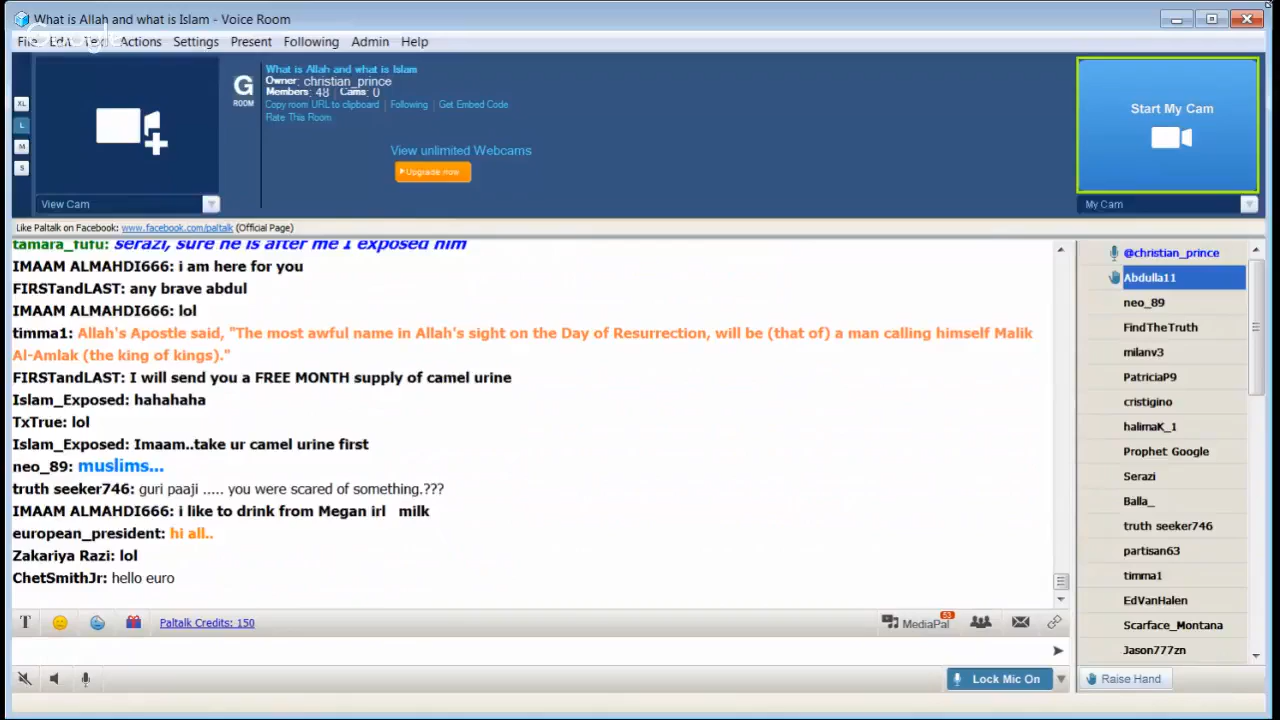 What is Allah and what is Islam - Voice Room
Google
File Edit Text Actions Settings Present Following Admin Help
XL
L
M
S
G
ROOM
What is Allah and what is Islam
Owner: christian_prince
Members: 48 Cams: 0
Copy room URL to clipboard | Following | Get Embed Code
Rate This Room
View unlimited Webcams
Upgrade now
Start My Cam
View Cam
My Cam
Like Paltalk on Facebook: www.facebook.com/paltalk (Official Page)
tamara_fufu: serazi, sure he is after me I exposed him
IMAAM ALMAHDI666: i am here for you
FIRSTandLAST: any brave abdul
IMAAM ALMAHDI666: lol
timma1: Allah's Apostle said, "The most awful name in Allah's sight on the Day of Resurrection, will be (that of) a man calling himself Malik
Al-Amlak (the king of kings)."
FIRSTandLAST: I will send you a FREE MONTH supply of camel urine
Islam_Exposed: hahahaha
TxTrue: lol
Islam_Exposed: Imaam..take ur camel urine first
neo_89: muslims...
truth seeker746: guri paaji ..... you were scared of something.???
IMAAM ALMAHDI666: i like to drink from Megan irl milk
european_president: hi all..
Zakariya Razi: lol
ChetSmithJr: hello euro
@christian_prince
Abdulla11
neo_89
FindTheTruth
milanv3
PatriciaP9
cristigino
halimaK_1
Prophet Google
Serazi
Balla_
truth seeker746
partisan63
timma1
EdVanHalen
Scarface_Montana
Jason777zn
T
Paltalk Credits: 150
MediaPal
53
Lock Mic On
Raise Hand